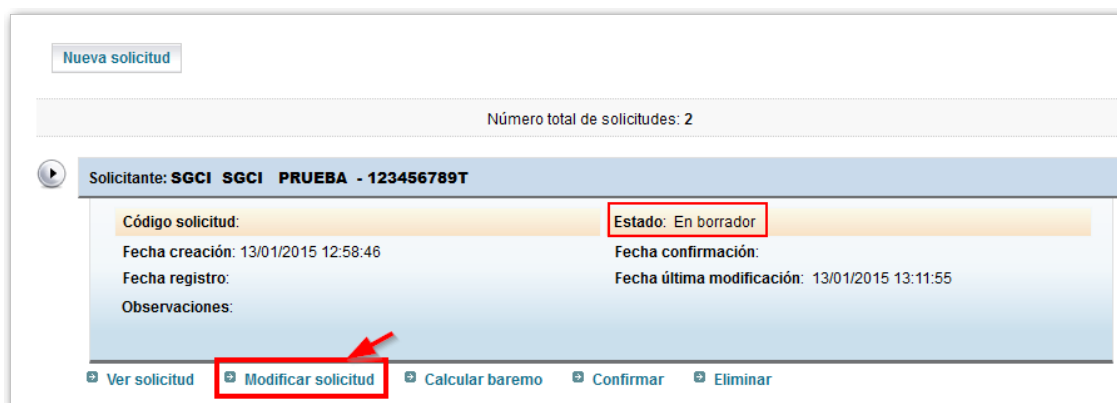 Nueva solicitud
Número total de solicitudes: 2
Solicitante: SGCI SGCI PRUEBA - 123456789T
Código solicitud:
Estado: En borrador
Fecha creación: 13/01/2015 12:58:46
Fecha confirmación:
Fecha registro:
Fecha última modificación: 13/01/2015 13:11:55
Observaciones:
Ver solicitud Modificar solicitud Calcular baremo Confirmar Eliminar